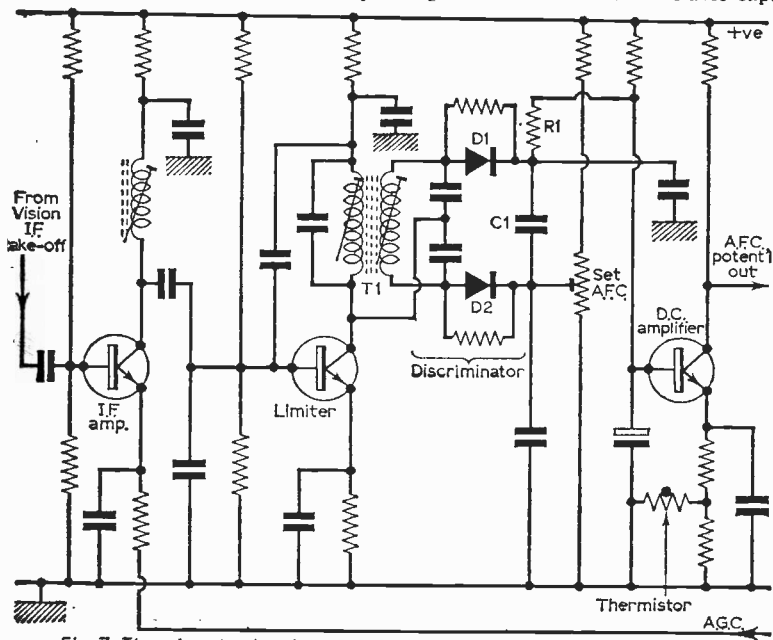 +ve
R1
D1
From
Vision
I.F.
take-off
C1
T1
D2
Set
A.F.C.
A.F.C.
potent'l
out
D.C.
amplifier
Discriminator
I.F.
amp.
Limiter
Thermistor
A.G.C.